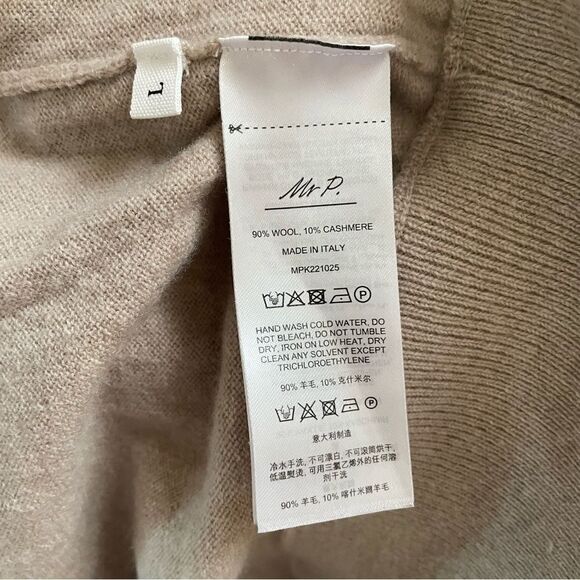 L
Mr P.
90% WOOL, 10% CASHMERE
MADE IN ITALY
MPK221025
P
HAND WASH COLD WATER, DO
NOT BLEACH, DO NOT TUMBLE
DRY, IRON ON LOW HEAT, DRY
CLEAN ANY SOLVENT EXCEPT
TRICHLOROETHYLENE
90% 羊毛, 10% 克什米尔
P
意大利制造
冷水手洗, 不可漂白, 不可滚筒烘干,
低温熨烫, 可用三氯乙烯外的任何溶
剂干洗
90% 羊毛, 10% 喀什米爾羊毛